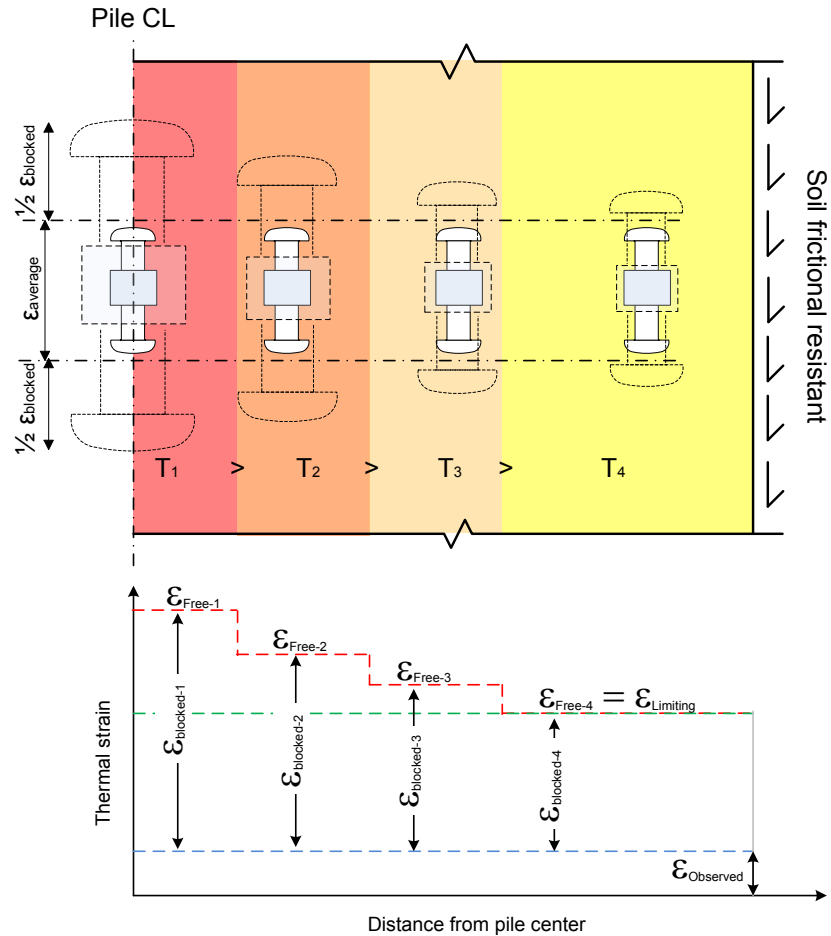 Pile CL
½ εblocked
εaverage
½ εblocked
T1 > T2 > T3 > T4
Soil frictional resistant
εFree-1
εFree-2
εFree-3
εFree-4 = εLimiting
εblocked-1
εblocked-2
εblocked-3
εblocked-4
εObserved
Thermal strain
Distance from pile center